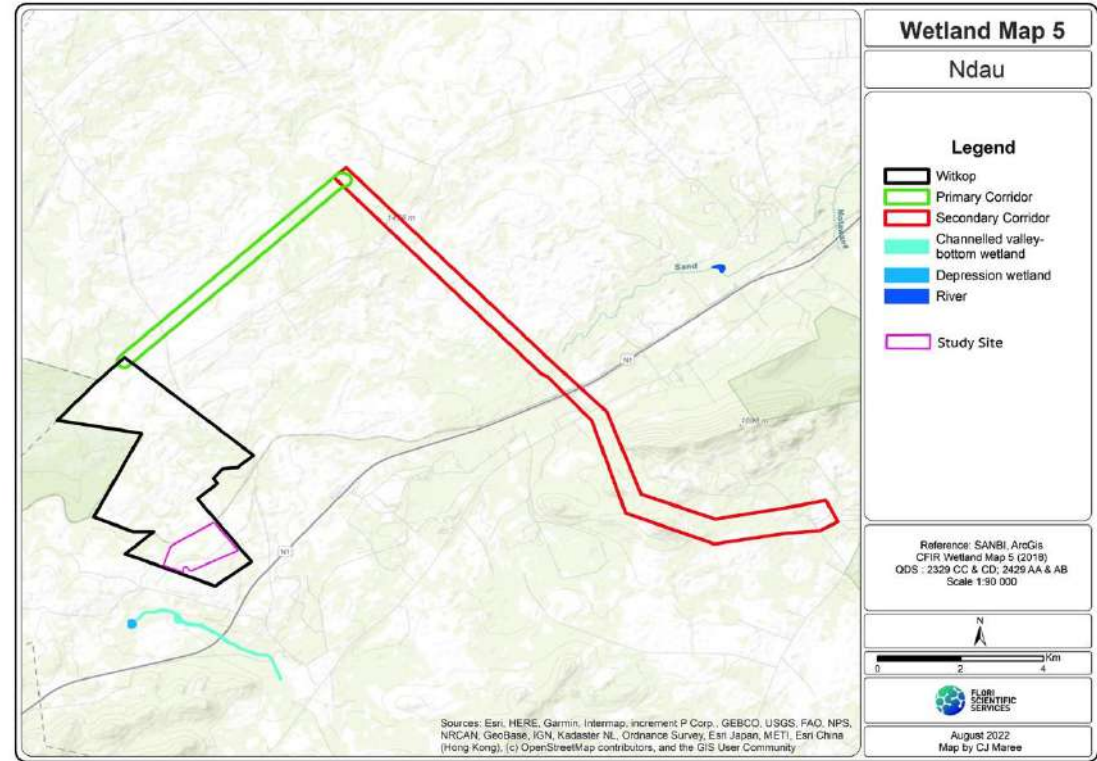 Wetland Map 5
Ndau
Legend
Witkop
Primary Corridor
Secondary Corridor
Channelled valley-
bottom wetland
Depression wetland
River
Study Site
Reference: SANBI, ArcGis
CFIR Wetland Map 5 (2018)
QDS : 2329 CC & CD; 2429 AA & AB
Scale 1:90 000
N
0 2 4 Km
FLORI
SCIENTIFIC
SERVICES
August 2022
Map by CJ Maree
Sand
N1
N1
N1
Sources: Esri, HERE, Garmin, Intermap, increment P Corp., GEBCO, USGS, FAO, NPS,
NRCAN, GeoBase, IGN, Kadaster NL, Ordnance Survey, Esri Japan, METI, Esri China
(Hong Kong), (c) OpenStreetMap contributors, and the GIS User Community